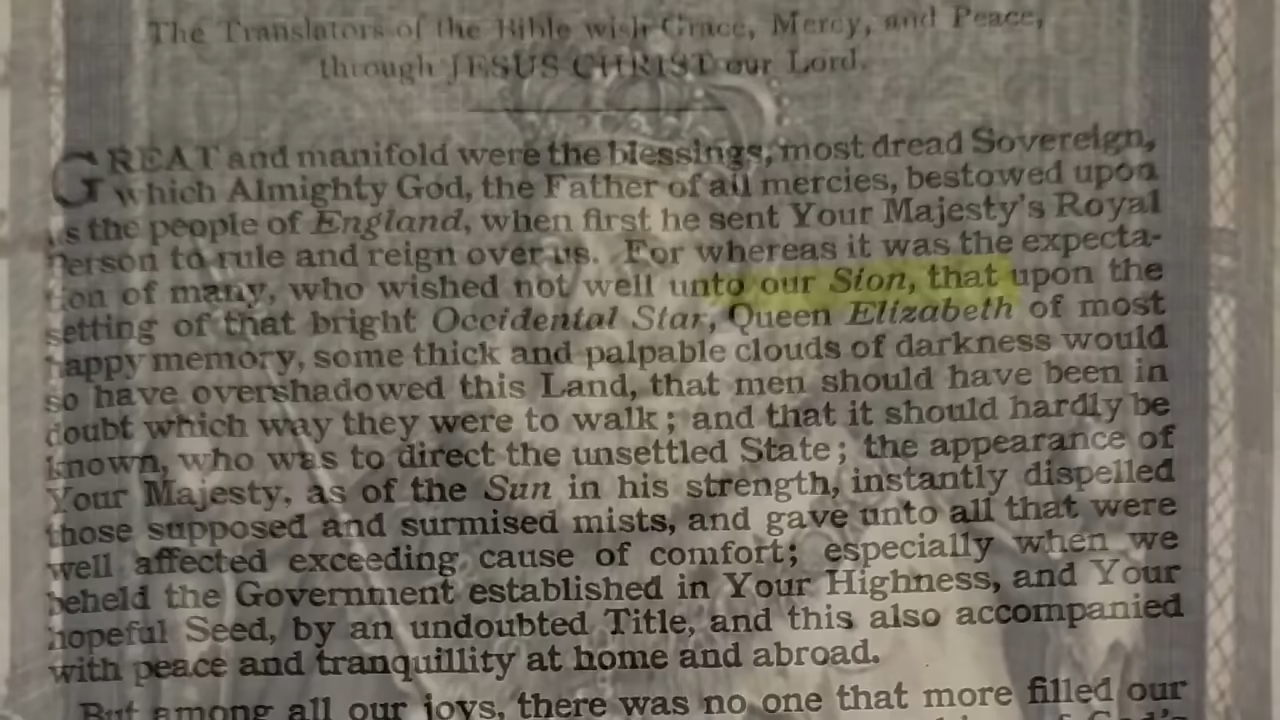 The Translators of the Bible wish Grace, Mercy, and Peace,
through JESUS CHRIST our Lord.
GREAT and manifold were the blessings, most dread Sovereign,
which Almighty God, the Father of all mercies, bestowed upon
us the people of England, when first he sent Your Majesty's Royal
Person to rule and reign over us. For whereas it was the expecta-
tion of many, who wished not well unto our Sion, that upon the
setting of that bright Occidental Star, Queen Elizabeth of most
happy memory, some thick and palpable clouds of darkness would
so have overshadowed this Land, that men should have been in
doubt which way they were to walk; and that it should hardly be
known, who was to direct the unsettled State; the appearance of
Your Majesty, as of the Sun in his strength, instantly dispelled
those supposed and surmised mists, and gave unto all that were
well affected exceeding cause of comfort; especially when we
beheld the Government established in Your Highness, and Your
hopeful Seed, by an undoubted Title, and this also accompanied
with peace and tranquillity at home and abroad.
But among all our joys, there was no one that more filled our
of God's